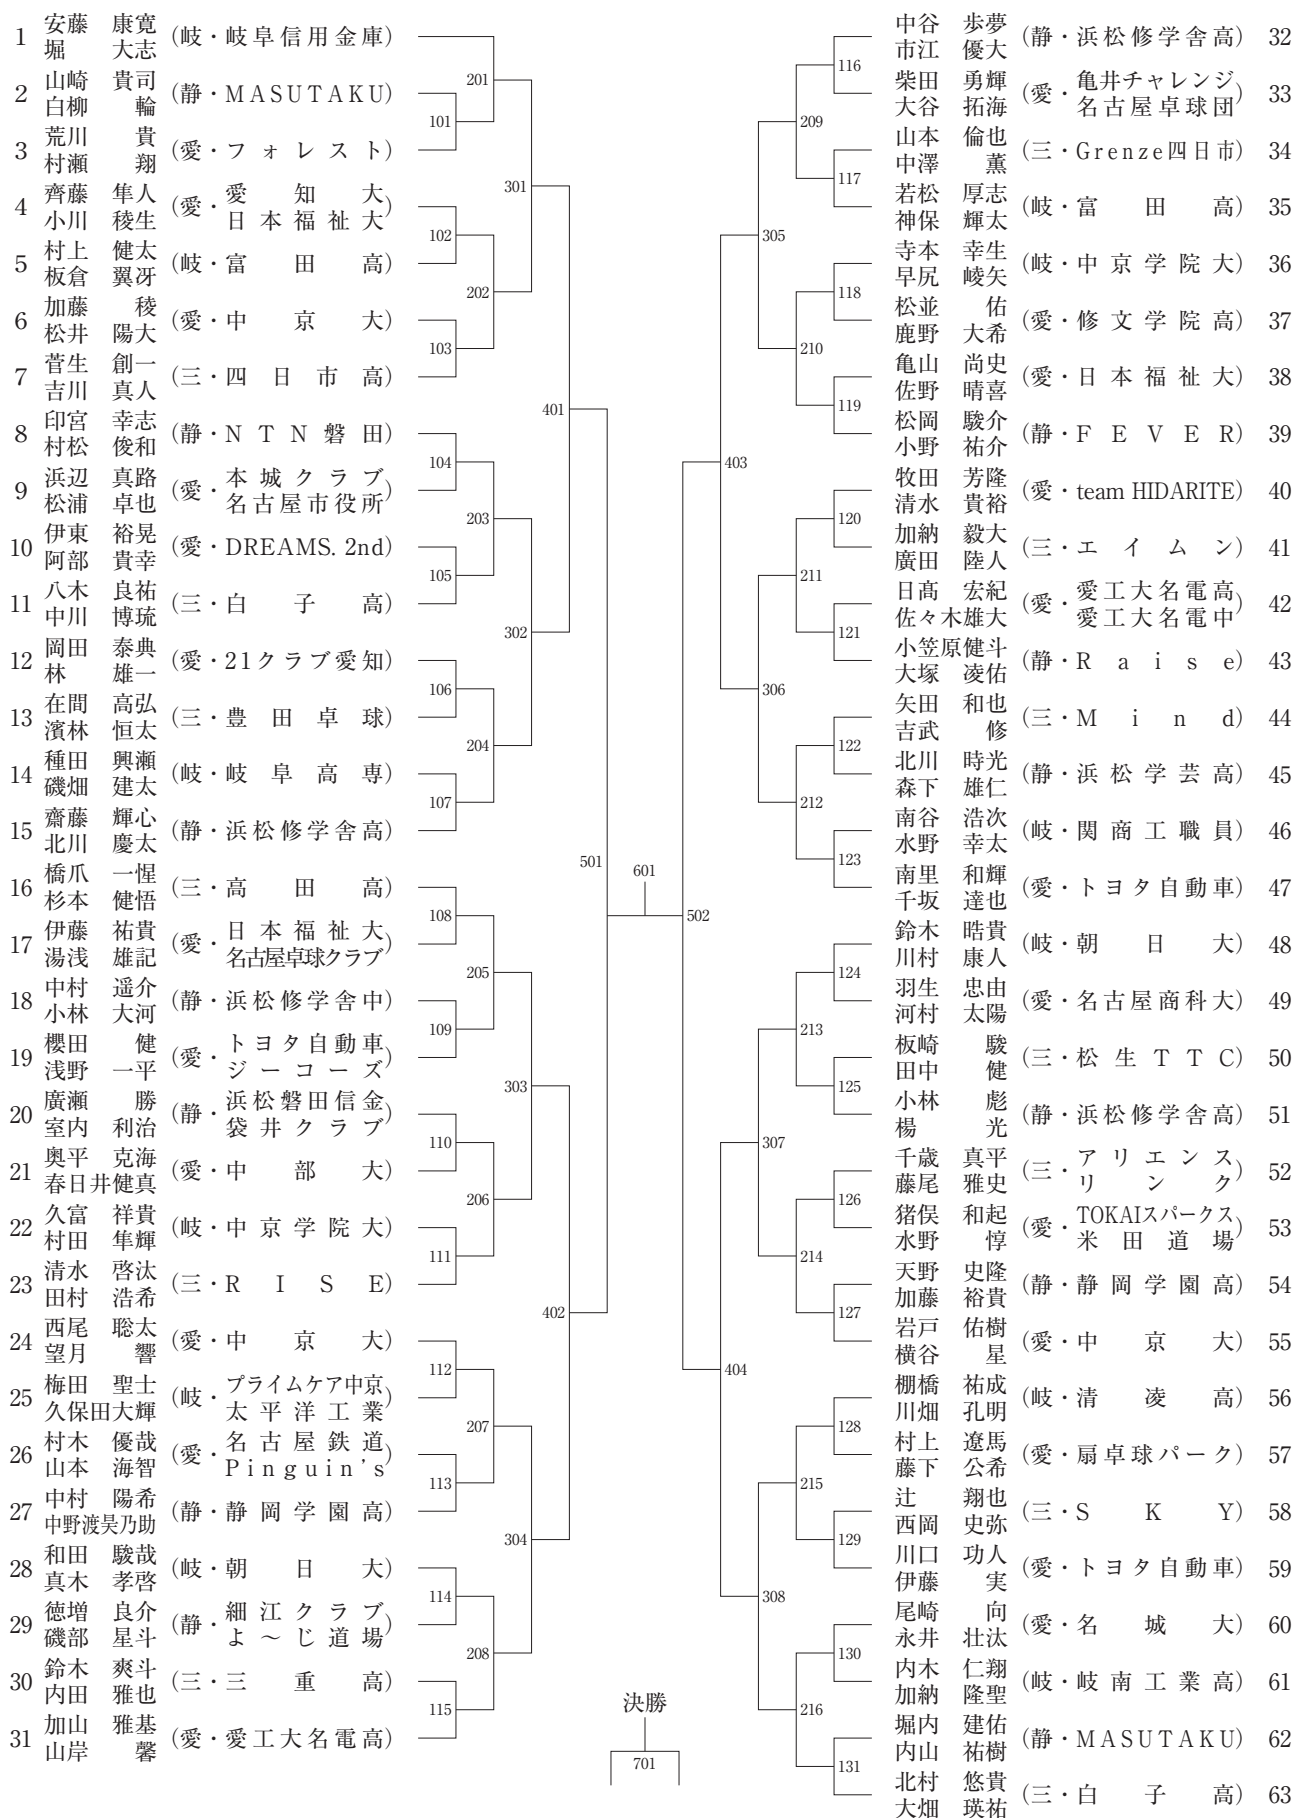 1 安藤 康寛 堀 大志 (岐・岐阜信用金庫)
2 山崎 貴司 白柳 輪 (静・MASUTAKU)
3 荒川 貴 村瀬 翔 (愛・フォレスト)
4 齊藤 隼人 小川 稜生 (愛・愛知大 日本福祉大)
5 村上 健太 板倉 翼冴 (岐・富田高)
6 加藤 稜 松井 陽大 (愛・中京大)
7 菅生 創一 吉川 真人 (三・四日市高)
8 印宮 幸志 村松 俊和 (静・NTN磐田)
9 浜辺 真路 松浦 卓也 (愛・本城クラブ 名古屋市役所)
10 伊東 裕晃 阿部 貴幸 (愛・DREAMS. 2nd)
11 八木 良祐 中川 博琉 (三・白子高)
12 岡田 泰典 林 雄一 (愛・21クラブ愛知)
13 在間 高弘 濱林 恒太 (三・豊田卓球)
14 種田 興瀬 磯畑 建太 (岐・岐阜高専)
15 齋藤 輝心 北川 慶太 (静・浜松修学舎高)
16 橋爪 一惺 杉本 健悟 (三・高田高)
17 伊藤 祐貴 湯浅 雄記 (愛・日本福祉大 名古屋卓球クラブ)
18 中村 遥介 小林 大河 (静・浜松修学舎中)
19 櫻田 健 浅野 一平 (愛・トヨタ自動車 ジーコーズ)
20 廣瀬 勝 室内 利治 (静・浜松磐田信金 袋井クラブ)
21 奥平 克海 春日井健真 (愛・中部大)
22 久富 祥貴 村田 隼輝 (岐・中京学院大)
23 清水 啓汰 田村 浩希 (三・RISE)
24 西尾 聡太 望月 響 (愛・中京大)
25 梅田 聖士 久保田大輝 (岐・プライムケア中京 太平洋工業)
26 村木 優哉 山本 海智 (愛・名古屋鉄道 Pinguin's)
27 中村 陽希 中野渡昊乃助 (静・静岡学園高)
28 和田 駿哉 真木 孝啓 (岐・朝日大)
29 徳増 良介 磯部 星斗 (静・細江クラブ よ～じ道場)
30 鈴木 爽斗 内田 雅也 (三・三重高)
31 加山 雅基 山岸 馨 (愛・愛工大名電高)
201
101
301
102
202
103
401
104
203
105
302
106
204
107
501
108
205
109
303
110
206
111
402
112
207
113
304
114
208
115
601
決勝
701
502
116
209
117
305
118
210
119
403
120
211
121
306
122
212
123
124
213
125
307
126
214
127
404
128
215
129
308
130
216
131
中谷 歩夢 市江 優大 (静・浜松修学舎高) 32
柴田 勇輝 大谷 拓海 (愛・亀井チャレンジ 名古屋卓球団) 33
山本 倫也 中澤 薫 (三・Grenze四日市) 34
若松 厚志 神保 輝太 (岐・富田高) 35
寺本 幸生 早尻 崚矢 (岐・中京学院大) 36
松並 佑 鹿野 大希 (愛・修文学院高) 37
亀山 尚史 佐野 晴喜 (愛・日本福祉大) 38
松岡 駿介 小野 祐介 (静・FEVER) 39
牧田 芳隆 清水 貴裕 (愛・team HIDARITE) 40
加納 毅大 廣田 陸人 (三・エイムン) 41
日髙 宏紀 佐々木雄大 (愛・愛工大名電高 愛工大名電中) 42
小笠原健斗 大塚 凌佑 (静・Raise) 43
矢田 和也 吉武 修 (三・Mind) 44
北川 時光 森下 雄仁 (静・浜松学芸高) 45
南谷 浩次 水野 幸太 (岐・関商工職員) 46
南里 和輝 千坂 達也 (愛・トヨタ自動車) 47
鈴木 晧貴 川村 康人 (岐・朝日大) 48
羽生 忠由 河村 太陽 (愛・名古屋商科大) 49
板崎 駿 田中 健 (三・松生TTC) 50
小林 彪 楊 光 (静・浜松修学舎高) 51
千歳 真平 藤尾 雅史 (三・アリエンス リンク) 52
猪俣 和起 水野 惇 (愛・TOKAIスパークス 米田道場) 53
天野 史隆 加藤 裕貴 (静・静岡学園高) 54
岩戸 佑樹 横谷 星 (愛・中京大) 55
棚橋 祐成 川畑 孔明 (岐・清凌高) 56
村上 遼馬 藤下 公希 (愛・扇卓球パーク) 57
辻 翔也 西岡 史弥 (三・SKY) 58
川口 功人 伊藤 実 (愛・トヨタ自動車) 59
尾崎 向 永井 壮汰 (愛・名城大) 60
内木 仁翔 加納 隆聖 (岐・岐南工業高) 61
堀内 建佑 内山 祐樹 (静・MASUTAKU) 62
北村 悠貴 大畑 瑛祐 (三・白子高) 63